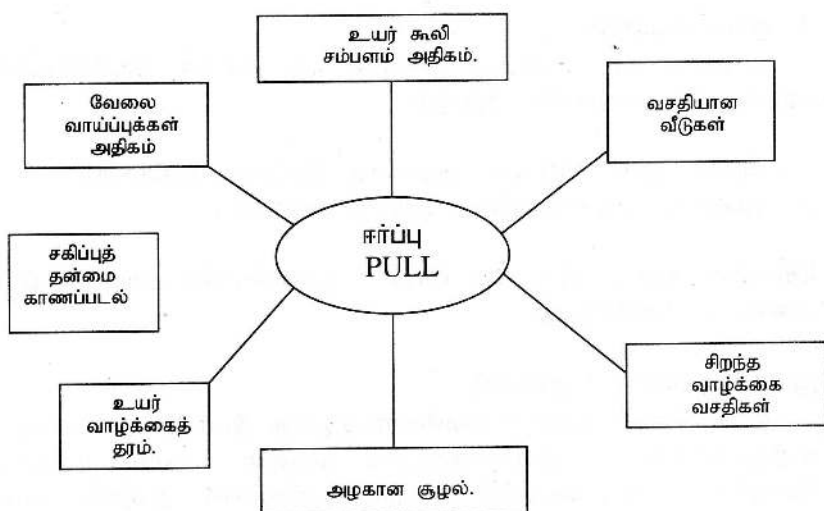 உயர் கூலி
சம்பளம் அதிகம்.
வேலை
வாய்ப்புக்கள்
அதிகம்
வசதியான
வீடுகள்
ஈர்ப்பு
PULL
சகிப்புத்
தன்மை
காணப்படல்
சிறந்த
வாழ்க்கை
வசதிகள்
உயர்
வாழ்க்கைத்
தரம்.
அழகான சூழல்.